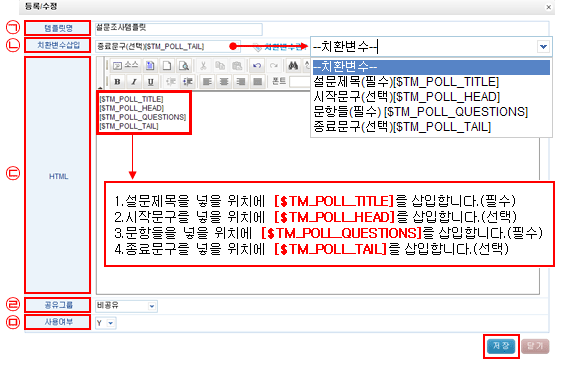 등록/수정
㉠ 템플릿명 설문조사템플릿
㉡ 치환변수삽입 종료문구(선택)[$TM_POLL_TAIL] 치환변수
--치환변수--
--치환변수--
설문제목(필수)[$TM_POLL_TITLE]
시작문구(선택)[$TM_POLL_HEAD]
문항들(필수) [$TM_POLL_QUESTIONS]
종료문구(선택)[$TM_POLL_TAIL]
소스
B I U 폰트
㉢ HTML
[$TM_POLL_TITLE]
[$TM_POLL_HEAD]
[$TM_POLL_QUESTIONS]
[$TM_POLL_TAIL]
1.설문제목을 넣을 위치에 [$TM_POLL_TITLE]를 삽입합니다.(필수)
2.시작문구를 넣을 위치에 [$TM_POLL_HEAD]를 삽입합니다.(선택)
3.문항들을 넣을 위치에 [$TM_POLL_QUESTIONS]를 삽입합니다.(필수)
4.종료문구를 넣을 위치에 [$TM_POLL_TAIL]를 삽입합니다.(선택)
㉣ 공유그룹 비공유
㉤ 사용여부 Y
저장 닫기